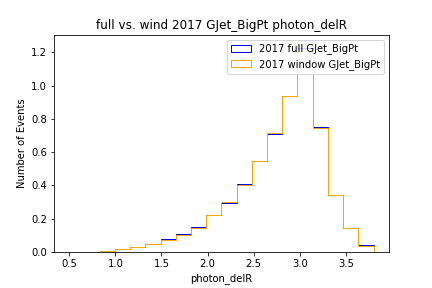 full vs. wind 2017 GJet_BigPt photon_delR
2017 full GJet_BigPt
2017 window GJet_BigPt
Number of Events
1.2
1.0
0.8
0.6
0.4
0.2
0.0
0.5 1.0 1.5 2.0 2.5 3.0 3.5
photon_delR